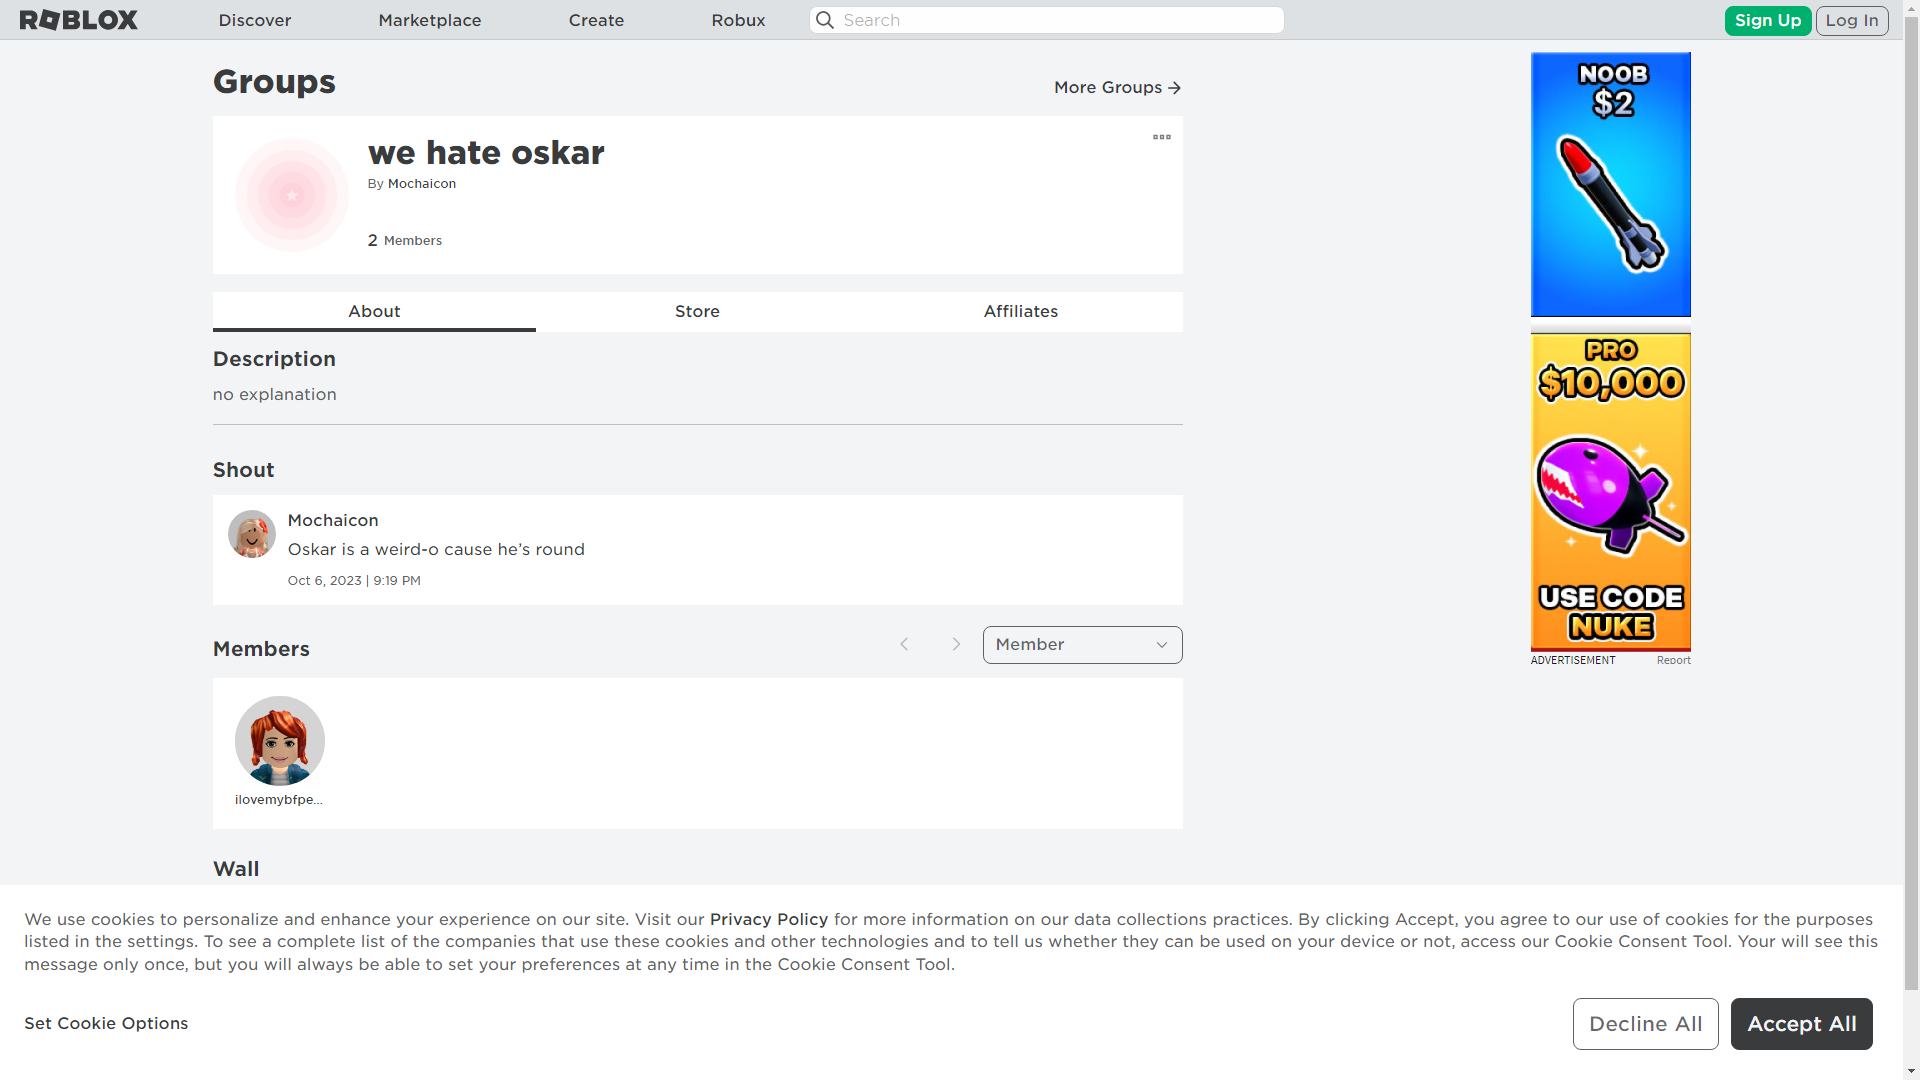 ROBLOX
Discover
Marketplace
Create
Robux
Search
Sign Up
Log In
Groups
More Groups
we hate oskar
By Mochaicon
2 Members
About
Store
Affiliates
Description
no explanation
Shout
Mochaicon
Oskar is a weird-o cause he’s round
Oct 6, 2023 | 9:19 PM
Members
Member
ilovemybfpe...
Wall
NOOB
$2
PRO
$10,000
USE CODE
NUKE
ADVERTISEMENT
Report
We use cookies to personalize and enhance your experience on our site. Visit our Privacy Policy for more information on our data collections practices. By clicking Accept, you agree to our use of cookies for the purposes
listed in the settings. To see a complete list of the companies that use these cookies and other technologies and to tell us whether they can be used on your device or not, access our Cookie Consent Tool. Your will see this
message only once, but you will always be able to set your preferences at any time in the Cookie Consent Tool.
Set Cookie Options
Decline All
Accept All